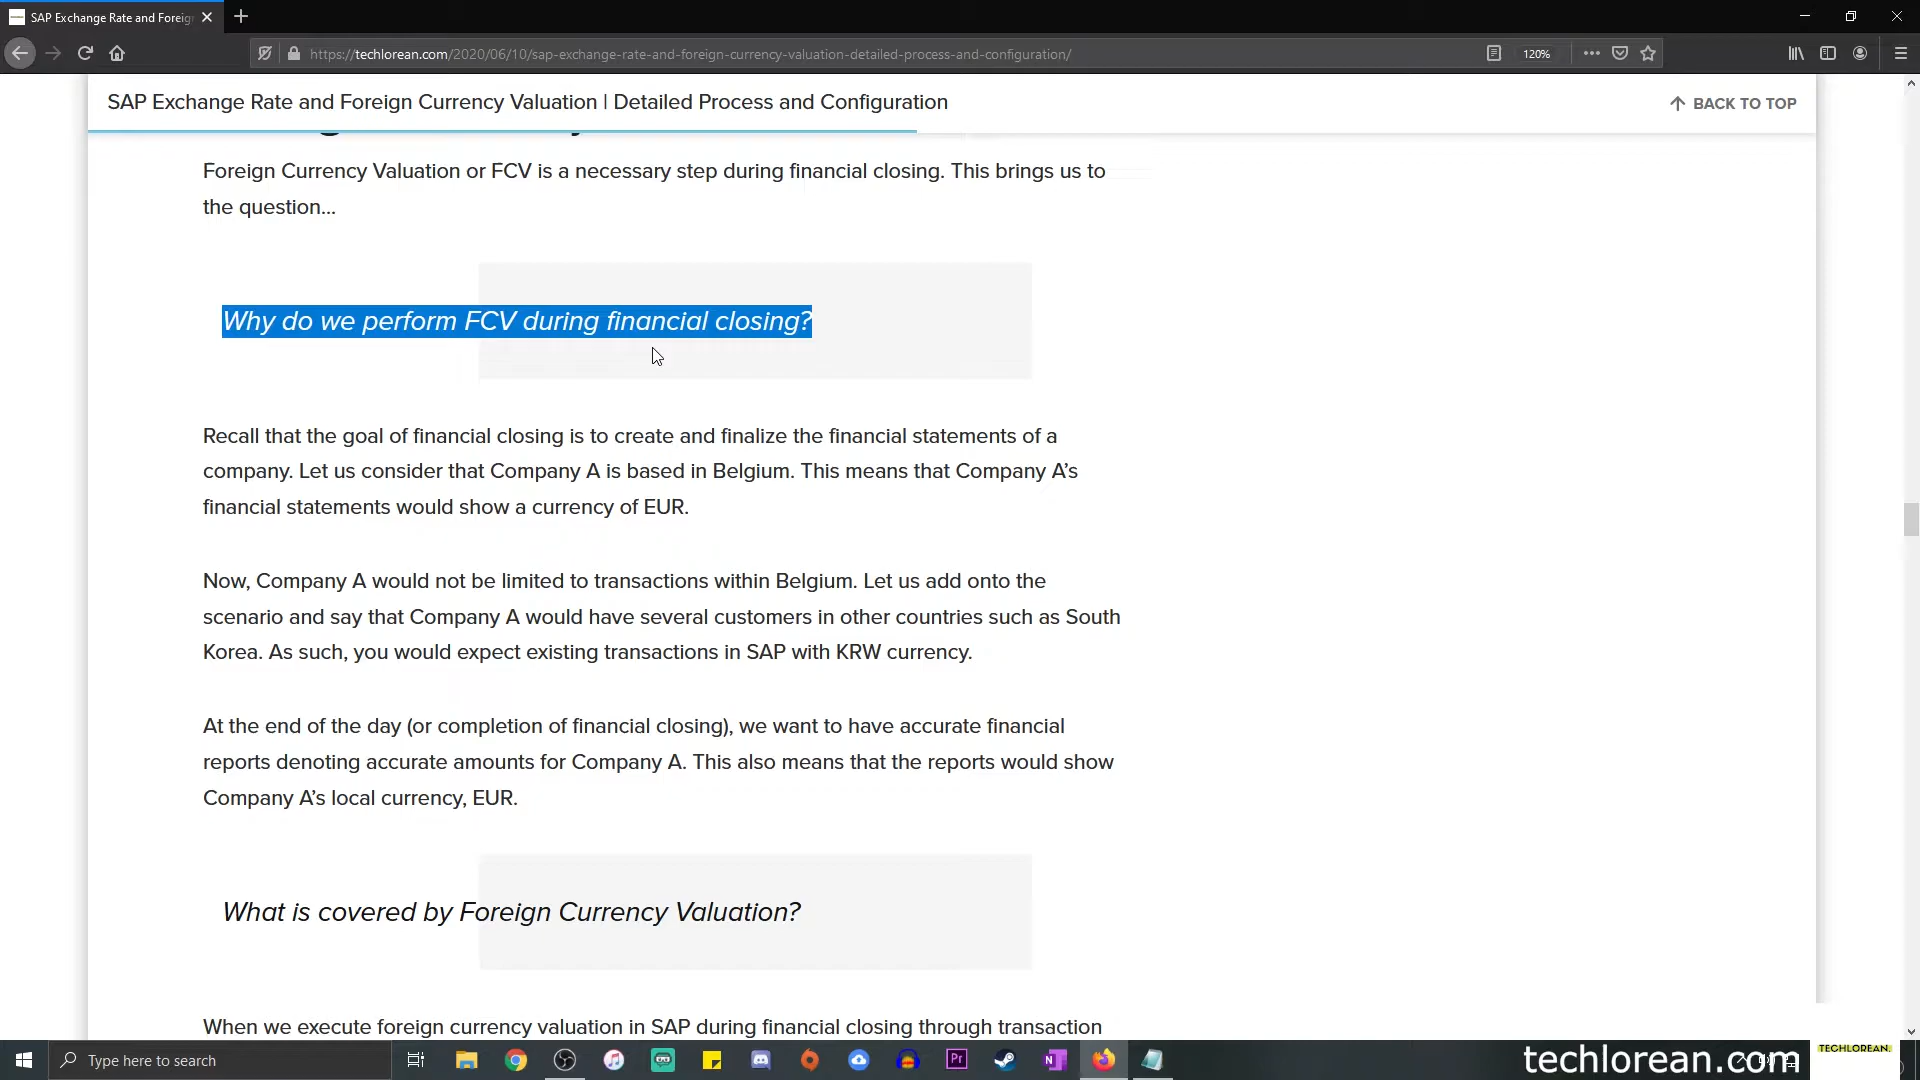 SAP Exchange Rate and Foreig
https://techlorean.com/2020/06/10/sap-exchange-rate-and-foreign-currency-valuation-detailed-process-and-configuration/
120%
SAP Exchange Rate and Foreign Currency Valuation | Detailed Process and Configuration
BACK TO TOP
Foreign Currency Valuation or FCV is a necessary step during financial closing. This brings us to
the question...
Why do we perform FCV during financial closing?
Recall that the goal of financial closing is to create and finalize the financial statements of a
company. Let us consider that Company A is based in Belgium. This means that Company A’s
financial statements would show a currency of EUR.
Now, Company A would not be limited to transactions within Belgium. Let us add onto the
scenario and say that Company A would have several customers in other countries such as South
Korea. As such, you would expect existing transactions in SAP with KRW currency.
At the end of the day (or completion of financial closing), we want to have accurate financial
reports denoting accurate amounts for Company A. This also means that the reports would show
Company A’s local currency, EUR.
What is covered by Foreign Currency Valuation?
When we execute foreign currency valuation in SAP during financial closing through transaction
Type here to search
Pr
techlorean.com
TECHLOREAN.